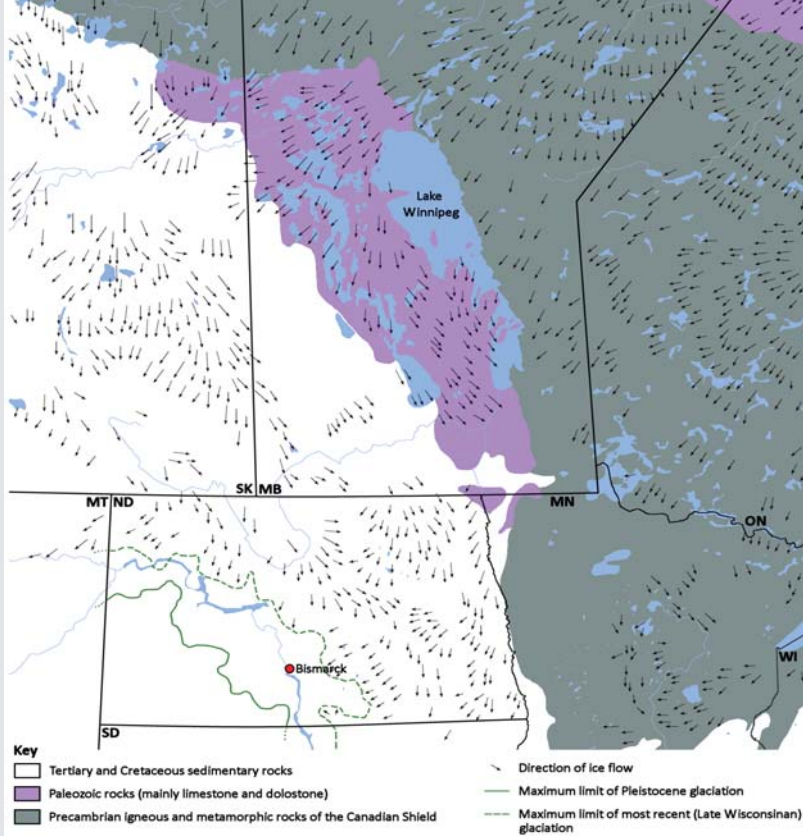 Lake
Winnipeg
SK MB
MT ND
MN
ON
Bismarck
WI
SD
Key
Tertiary and Cretaceous sedimentary rocks
Paleozoic rocks (mainly limestone and dolostone)
Precambrian igneous and metamorphic rocks of the Canadian Shield
Direction of ice flow
Maximum limit of Pleistocene glaciation
Maximum limit of most recent (Late Wisconsinan)
glaciation